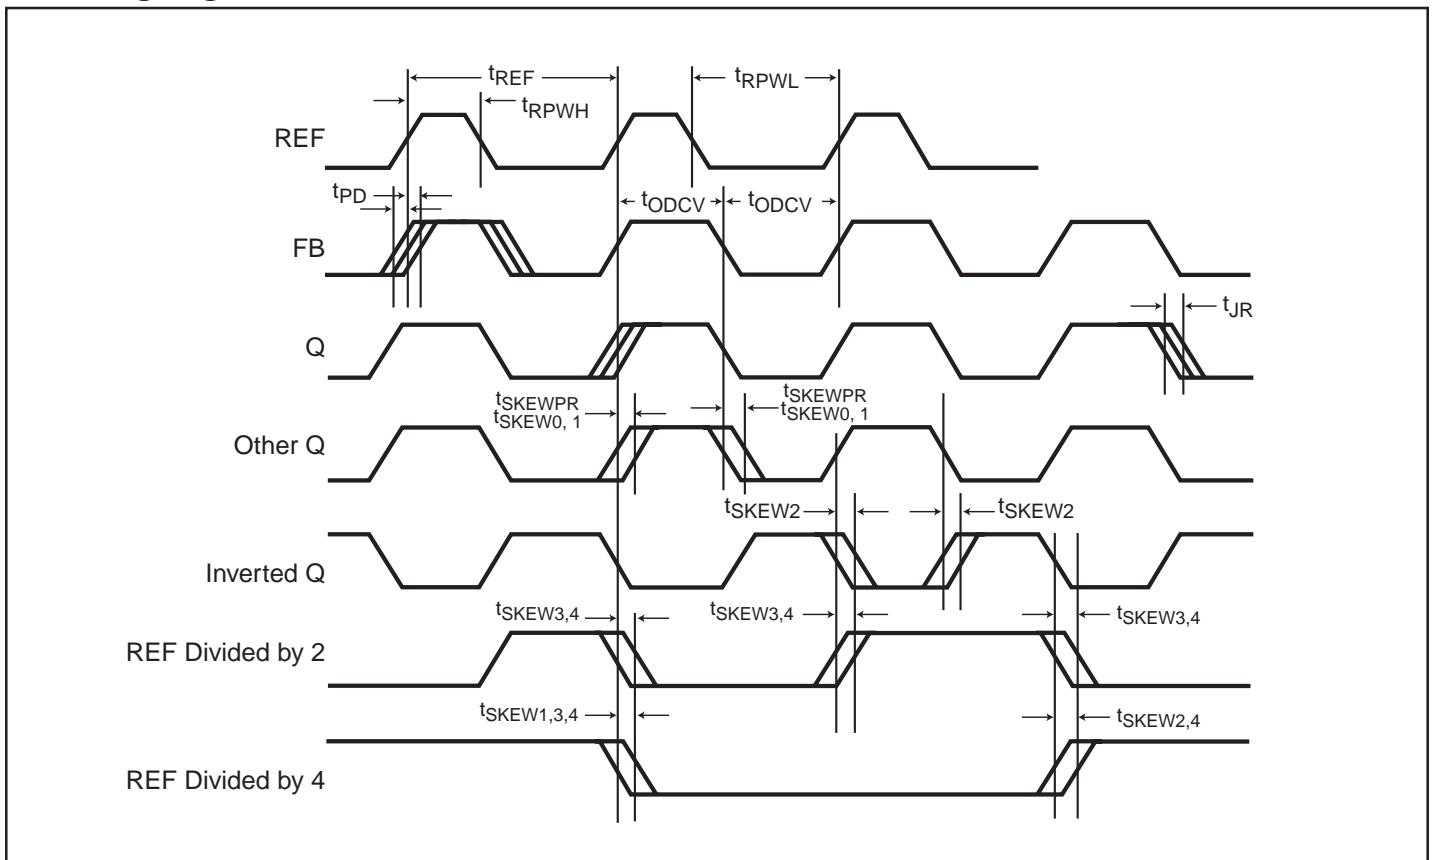 tREF
tRPWL
tRPWH
REF
tPD
tODCV
tODCV
FB
tJR
Q
tSKEWPR
tSKEW0, 1
tSKEWPR
tSKEW0, 1
Other Q
tSKEW2
tSKEW2
Inverted Q
tSKEW3,4
tSKEW3,4
tSKEW3,4
REF Divided by 2
tSKEW1,3,4
tSKEW2,4
REF Divided by 4